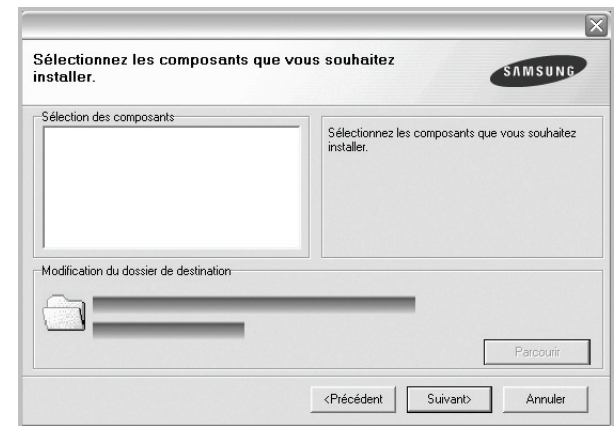 Sélectionnez les composants que vous souhaitez
installer.
SAMSUNG
Sélection des composants
Sélectionnez les composants que vous souhaitez
installer.
Modification du dossier de destination
Parcourir
<Précédent
Suivant>
Annuler